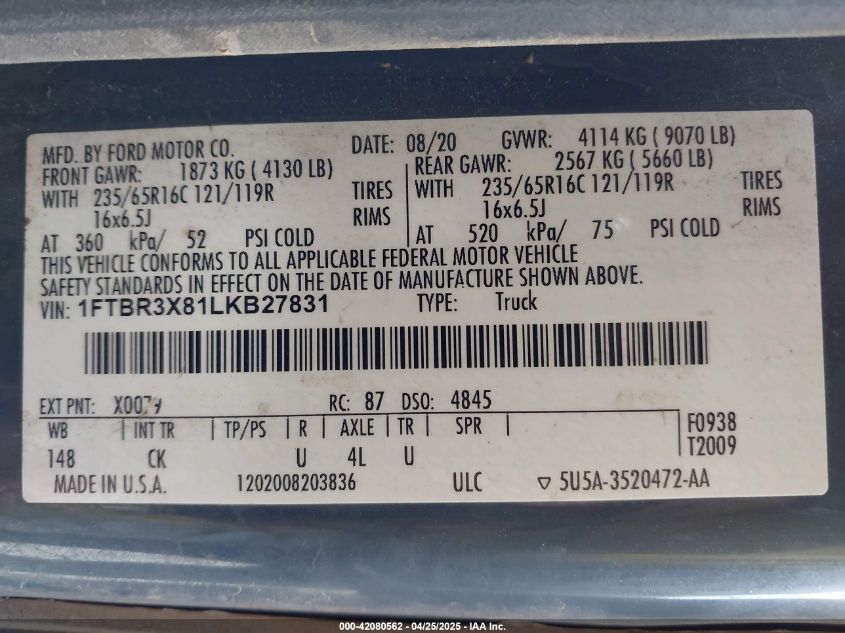 MFD. BY FORD MOTOR CO. DATE: 08/20 GVWR: 4114 KG ( 9070 LB)
FRONT GAWR: 1873 KG ( 4130 LB) REAR GAWR: 2567 KG ( 5660 LB)
WITH 235/65R16C 121/119R TIRES WITH 235/65R16C 121/119R TIRES
16x6.5J RIMS 16x6.5J RIMS
AT 360 kPa/ 52 PSI COLD AT 520 kPa/ 75 PSI COLD
THIS VEHICLE CONFORMS TO ALL APPLICABLE FEDERAL MOTOR VEHICLE
SAFETY STANDARDS IN EFFECT ON THE DATE OF MANUFACTURE SHOWN ABOVE.
VIN: 1FTBR3X81LKB27831 TYPE: Truck
EXT PNT: RC: 87 DSO: 4845
WB INT TR TP/PS R AXLE TR SPR F0938
T2009
148 CK U 4L U
MADE IN U.S.A. 1202008203836 ULC 5U5A-3520472-AA
000-42080562 - 04/25/2025 - IAA Inc.